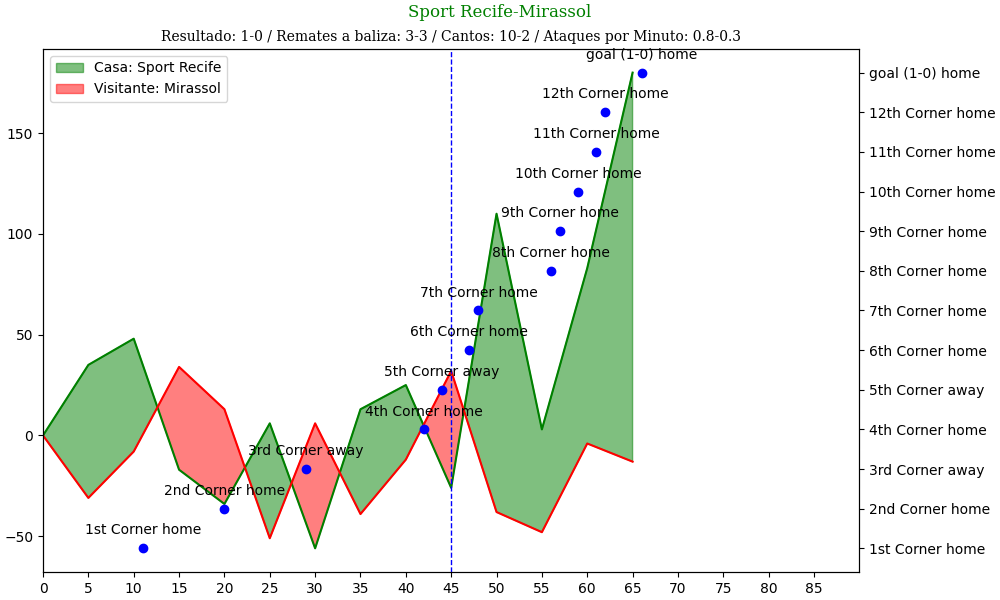 Sport Recife-Mirassol
Resultado: 1-0 / Remates a baliza: 3-3 / Cantos: 10-2 / Ataques por Minuto: 0.8-0.3
Casa: Sport Recife
Visitante: Mirassol
150
100
50
0
−50
goal (1-0) home
12th Corner home
11th Corner home
10th Corner home
9th Corner home
8th Corner home
7th Corner home
6th Corner home
5th Corner away
4th Corner home
3rd Corner away
2nd Corner home
1st Corner home
goal (1-0) home
12th Corner home
11th Corner home
10th Corner home
9th Corner home
8th Corner home
7th Corner home
6th Corner home
5th Corner away
4th Corner home
3rd Corner away
2nd Corner home
1st Corner home
0 5 10 15 20 25 30 35 40 45 50 55 60 65 70 75 80 85